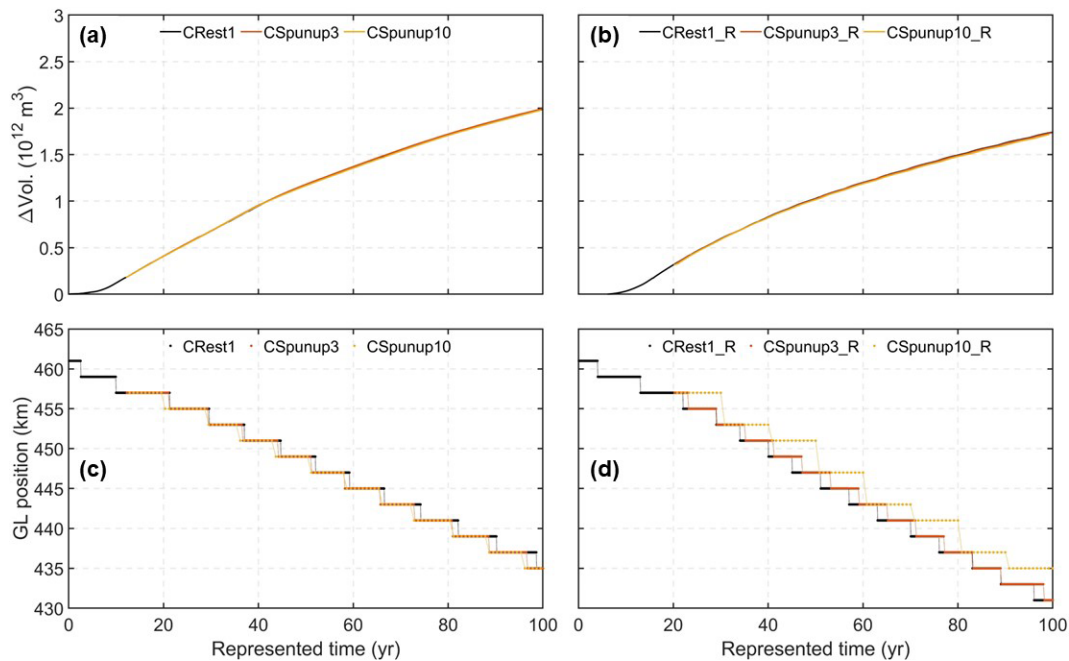 (a) CRest1 CSpunup3 CSpunup10
(b) CRest1_R CSpunup3_R CSpunup10_R
3
2.5
2
1.5
1
0.5
0
ΔVol. (10¹² m³)
0 20 40 60 80 100
0 20 40 60 80 100
Represented time (yr)
Represented time (yr)
(c) CRest1 CSpunup3 CSpunup10
(d) CRest1_R CSpunup3_R CSpunup10_R
465
460
455
450
445
440
435
430
GL position (km)